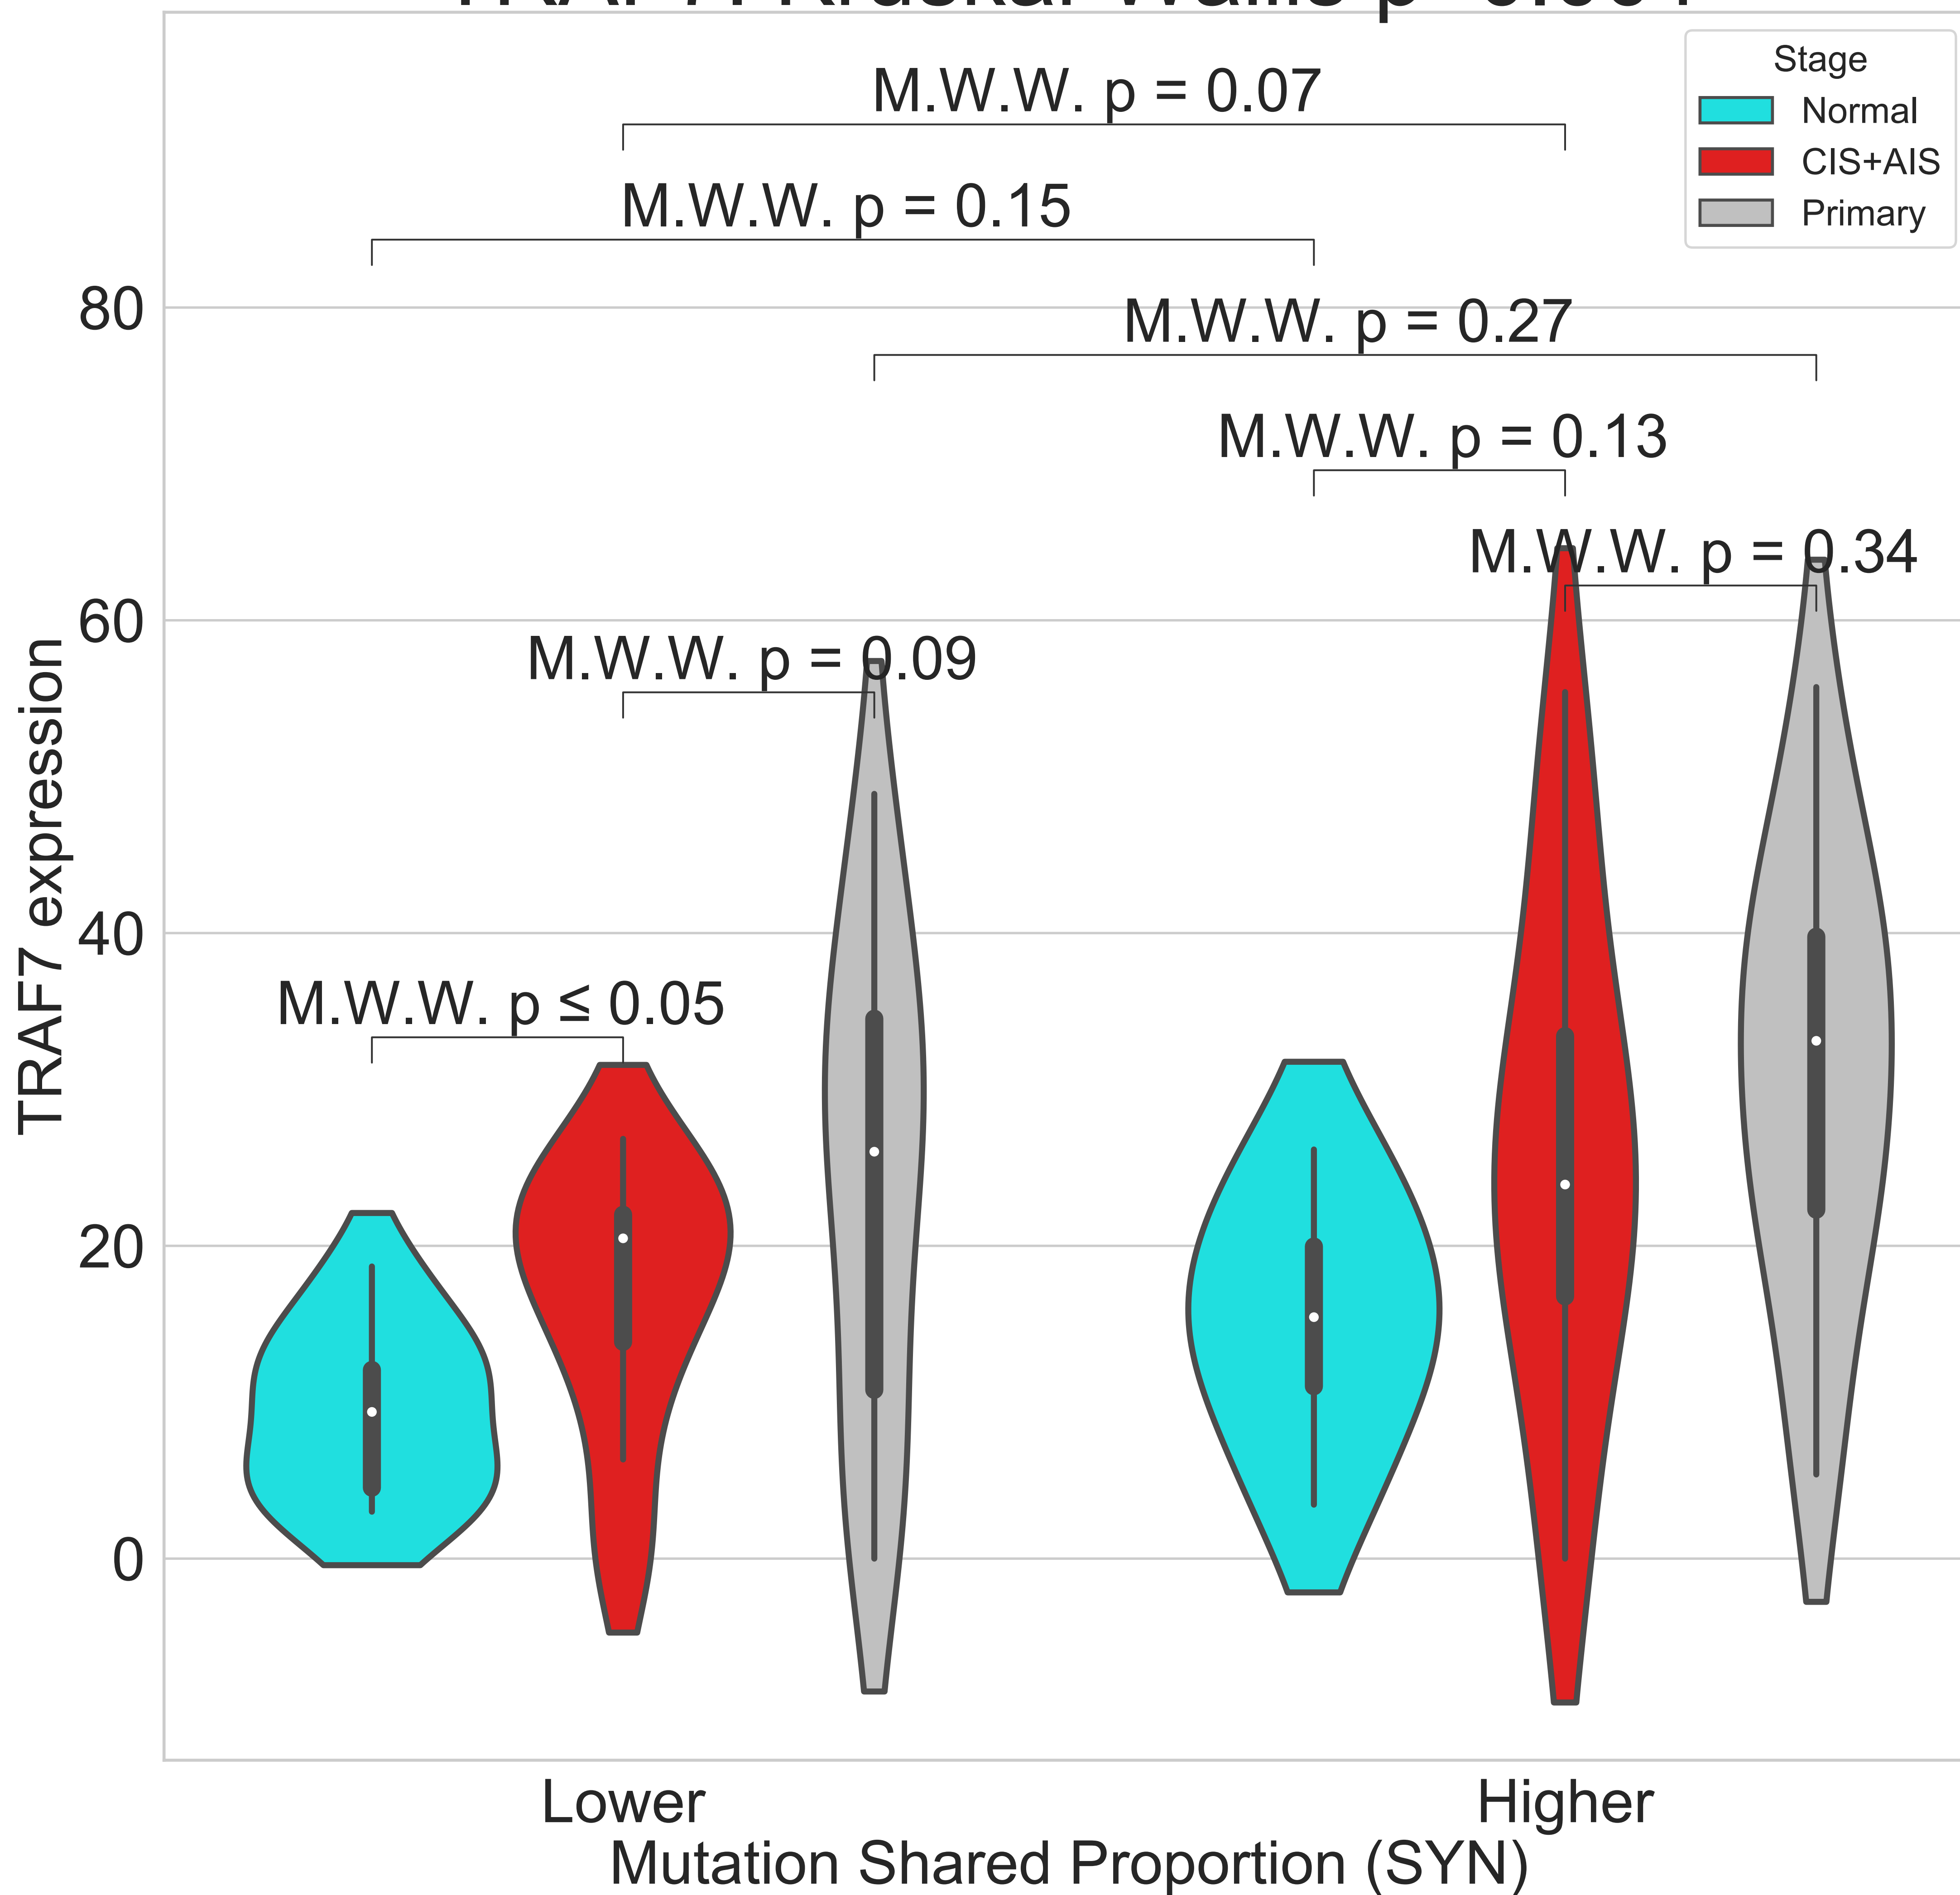 M.W.W. p = 0.07
M.W.W. p = 0.15
M.W.W. p = 0.27
M.W.W. p = 0.13
M.W.W. p = 0.34
M.W.W. p = 0.09
M.W.W. p ≤ 0.05
Stage
Normal
CIS+AIS
Primary
TRAF7 expression
80
60
40
20
0
Lower
Higher
Mutation Shared Proportion (SYN)